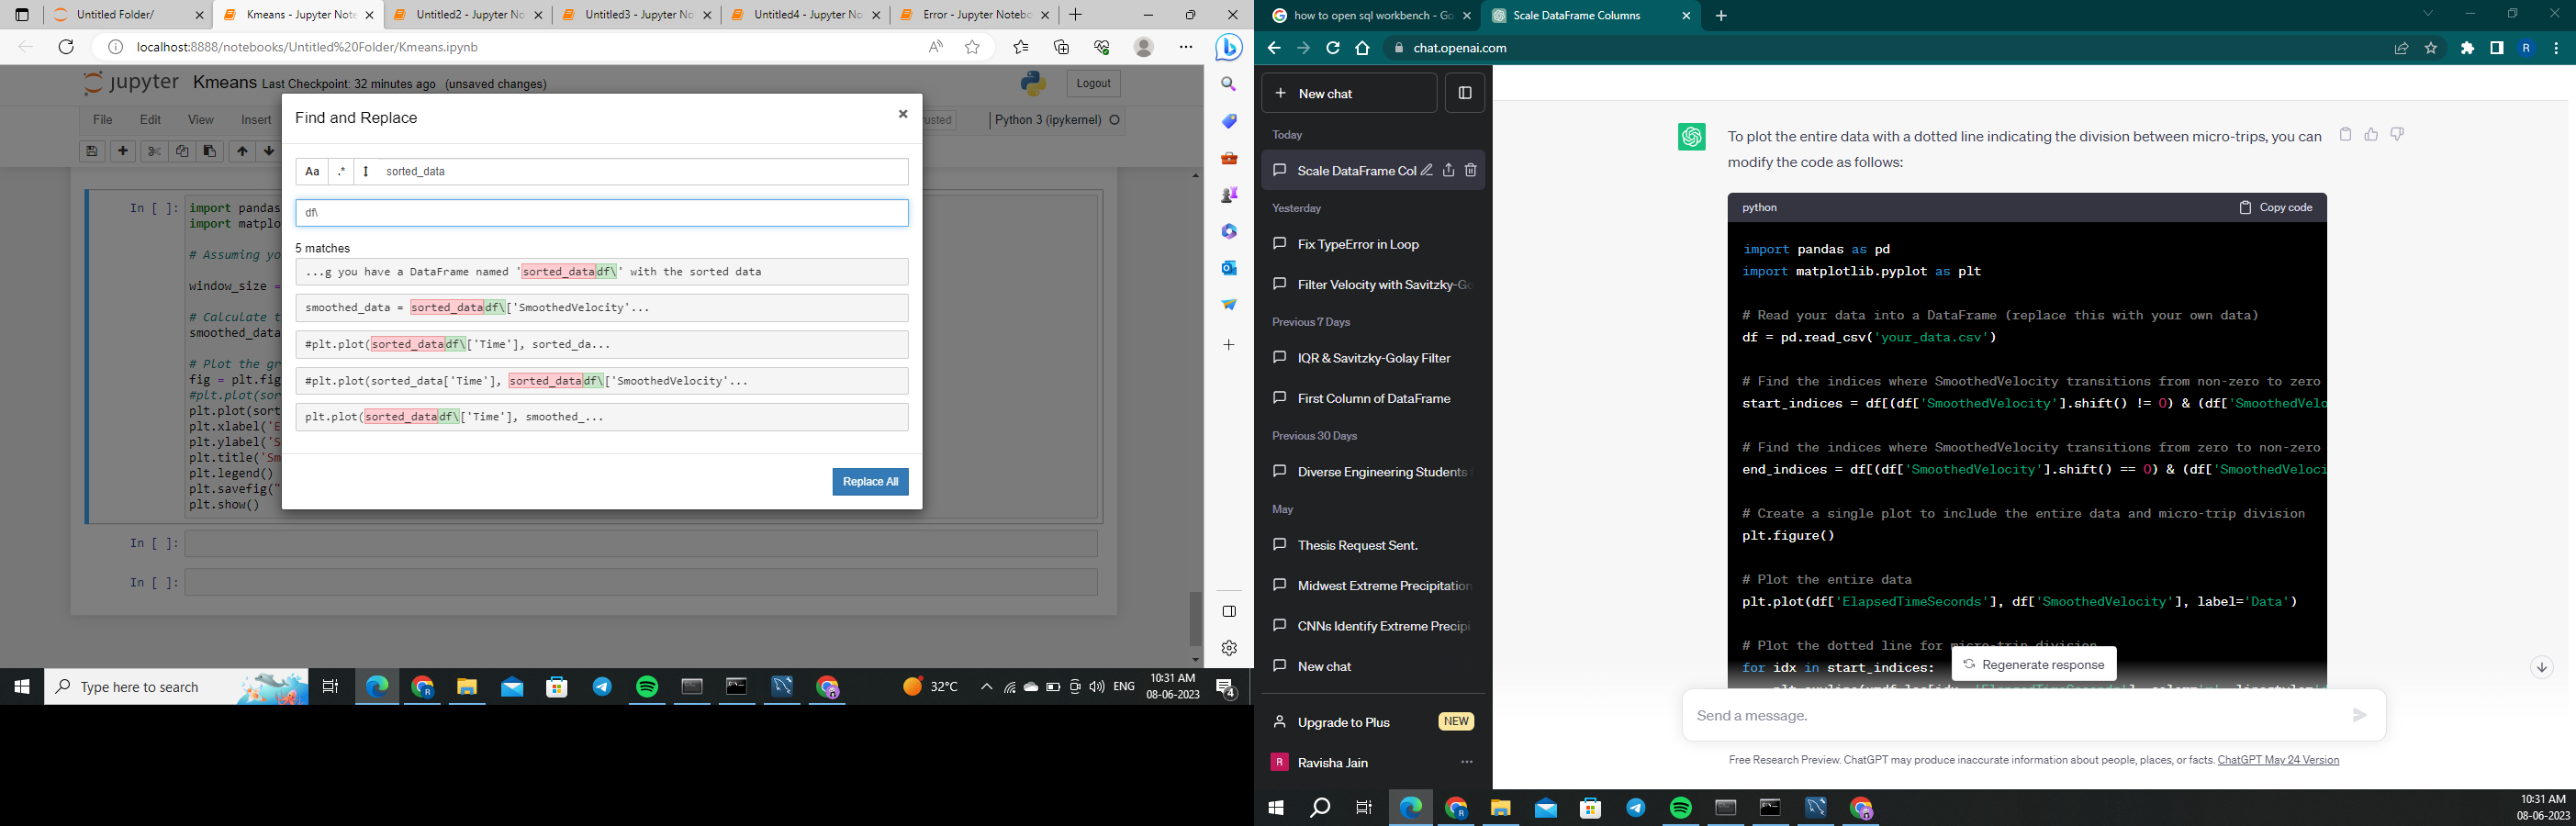 Untitled Folder/
Kmeans - Jupyter Note
Untitled2 - Jupyter No
Untitled3 - Jupyter No
Untitled4 - Jupyter No
Error - Jupyter Notebo
localhost:8888/notebooks/Untitled%20Folder/Kmeans.ipynb
jupyter Kmeans Last Checkpoint: 32 minutes ago (unsaved changes)
Logout
File Edit View Insert
usted
Python 3 (ipykernel)
Find and Replace
Aa .* sorted_data
df\
5 matches
...g you have a DataFrame named 'sorted_datadf\' with the sorted data
smoothed_data = sorted_datadf\['SmoothedVelocity'...
#plt.plot(sorted_datadf\['Time'], sorted_da...
#plt.plot(sorted_data['Time'], sorted_datadf\['SmoothedVelocity'...
plt.plot(sorted_datadf\['Time'], smoothed_...
Replace All
In [ ]:
import pandas
import matplo
# Assuming yo
window_size =
# Calculate t
smoothed_data
# Plot the gr
fig = plt.fig
#plt.plot(sor
plt.plot(sort
plt.xlabel('E
plt.ylabel('S
plt.title('Sm
plt.legend()
plt.savefig("
plt.show()
In [ ]:
In [ ]:
Type here to search
32°C
ENG
10:31 AM
08-06-2023
4
how to open sql workbench - Go
Scale DataFrame Columns
chat.openai.com
R
New chat
Today
Scale DataFrame Col
Yesterday
Fix TypeError in Loop
Filter Velocity with Savitzky-Go
Previous 7 Days
IQR & Savitzky-Golay Filter
First Column of DataFrame
Previous 30 Days
Diverse Engineering Students
May
Thesis Request Sent.
Midwest Extreme Precipitation
CNNs Identify Extreme Precipi
New chat
Upgrade to Plus
NEW
R Ravisha Jain
To plot the entire data with a dotted line indicating the division between micro-trips, you can
modify the code as follows:
python
Copy code
import pandas as pd
import matplotlib.pyplot as plt
# Read your data into a DataFrame (replace this with your own data)
df = pd.read_csv('your_data.csv')
# Find the indices where SmoothedVelocity transitions from non-zero to zero
start_indices = df[(df['SmoothedVelocity'].shift() != 0) & (df['SmoothedVelo
# Find the indices where SmoothedVelocity transitions from zero to non-zero
end_indices = df[(df['SmoothedVelocity'].shift() == 0) & (df['SmoothedVeloci
# Create a single plot to include the entire data and micro-trip division
plt.figure()
# Plot the entire data
plt.plot(df['ElapsedTimeSeconds'], df['SmoothedVelocity'], label='Data')
# Plot the dotted line for micro-trip division
for idx in start_indices:
Regenerate response
Send a message.
Free Research Preview. ChatGPT may produce inaccurate information about people, places, or facts. ChatGPT May 24 Version
10:31 AM
08-06-2023